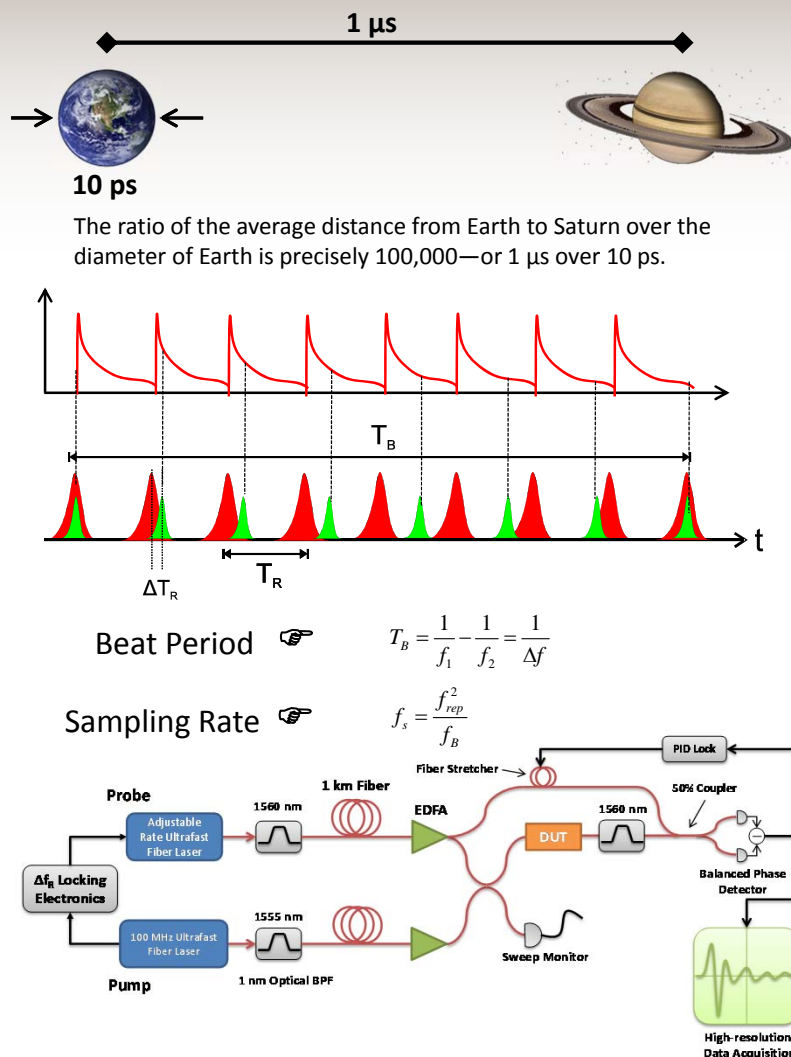 1 µs
10 ps
The ratio of the average distance from Earth to Saturn over the
diameter of Earth is precisely 100,000—or 1 µs over 10 ps.
T_B
t
ΔT_R
T_R
Beat Period ☞ T_B = 1/f_1 − 1/f_2 = 1/Δf
Sampling Rate ☞ f_s = f_rep^2/f_B
PID Lock
Fiber Stretcher
1 km Fiber
50% Coupler
Probe
1560 nm
EDFA
1560 nm
Adjustable
Rate Ultrafast
Fiber Laser
DUT
Δf_R Locking
Electronics
Balanced Phase
Detector
1555 nm
100 MHz Ultrafast
Fiber Laser
Sweep Monitor
Pump
1 nm Optical BPF
High-resolution
Data Acquisition